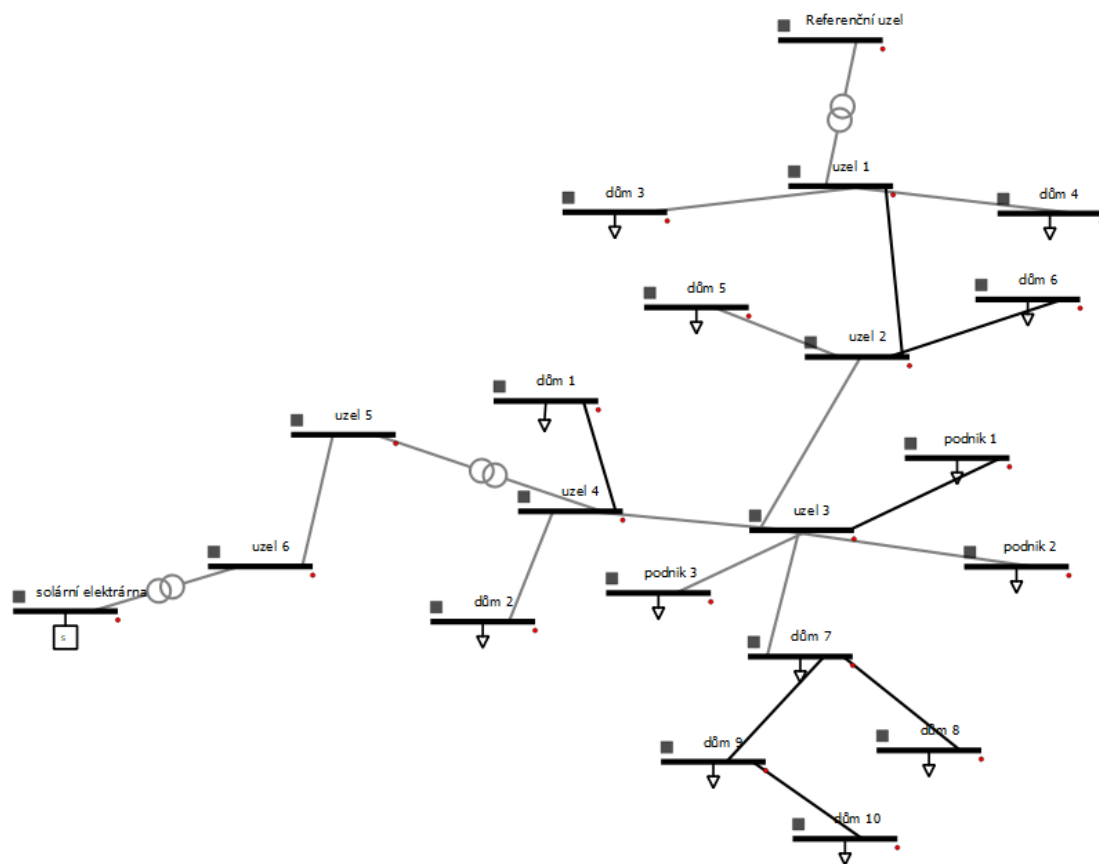 Referenční uzel
uzel 1
dům 3
dům 4
dům 5
dům 6
uzel 2
dům 1
uzel 5
podnik 1
uzel 4
uzel 3
uzel 6
podnik 2
podnik 3
solární elektrárna
dům 2
s
dům 7
dům 9
dům 8
dům 10